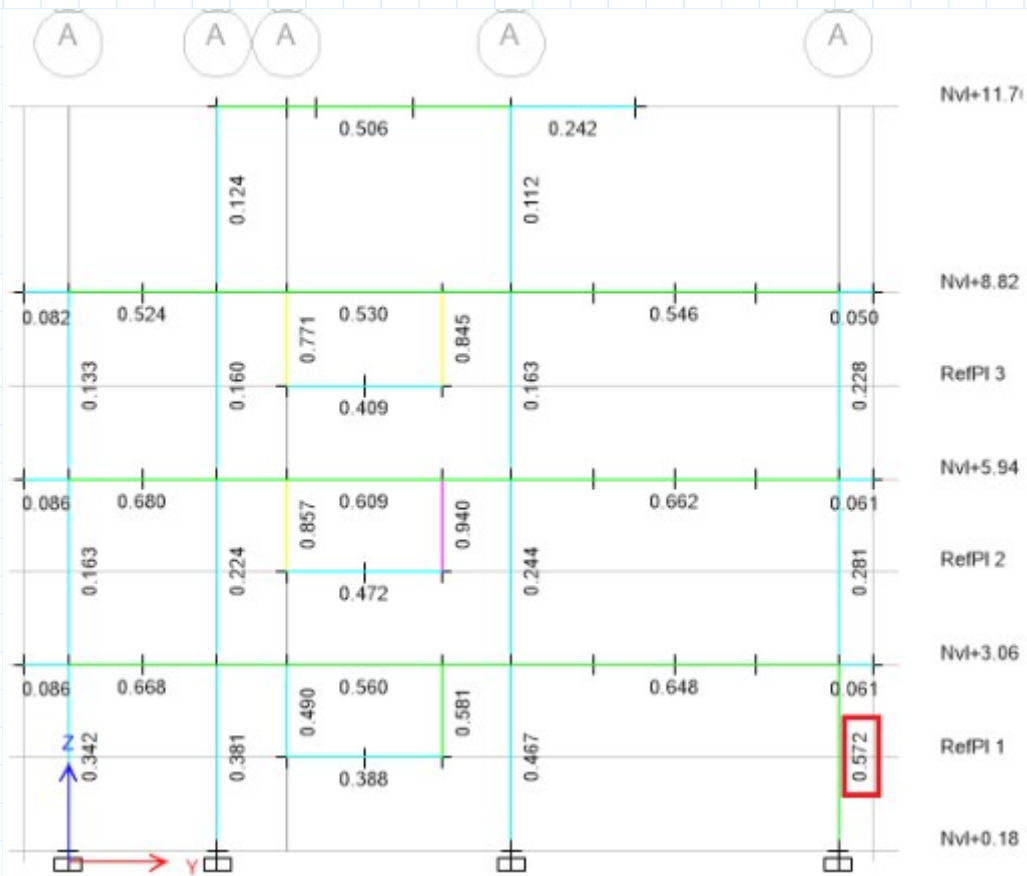 A A A A A
Nvl+11.7
0.506 0.242
0.124 0.112
Nvl+8.82
0.082 0.524 0.530 0.546 0.050
0.771 0.845
0.133 0.160 0.163 0.228
RefPl 3
0.409
Nvl+5.94
0.086 0.680 0.609 0.662 0.061
0.857 0.940
0.163 0.224 0.244 0.281
RefPl 2
0.472
Nvl+3.06
0.086 0.668 0.560 0.648 0.061
0.490 0.581
Z 0.342 0.381 0.467 0.572
RefPl 1
0.388
Nvl+0.18
Y